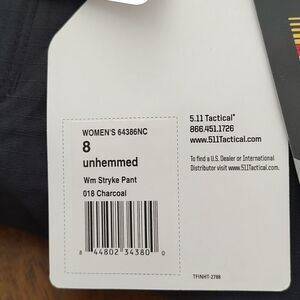 WOMEN'S 64386NC
8
unhemmed
Wm Stryke Pant
018 Charcoal
8 44802 34380 0
5.11 Tactical®
866.451.1726
www.511Tactical.com
To find a U.S. Dealer or International
Distributor visit www.511Tactical.com.
TFINHT-2788